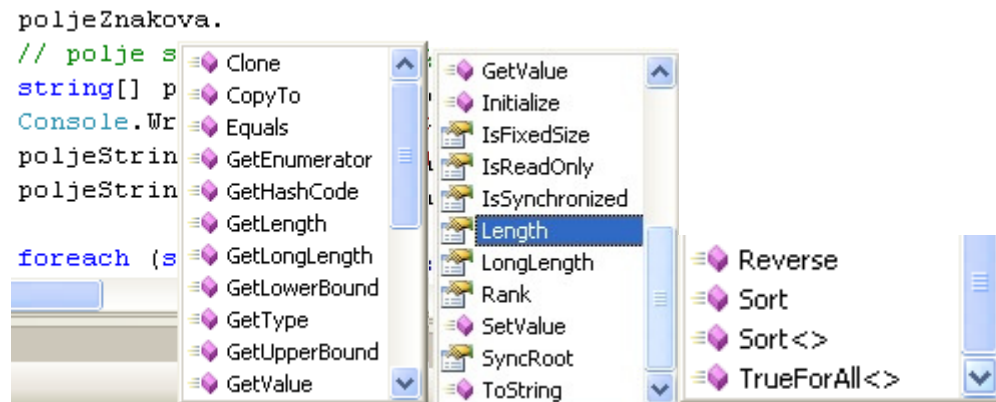 poljeZnakova.
// polje s
string[] p
Console.Wr
poljeStrin
poljeStrin
foreach (s
Clone
CopyTo
Equals
GetEnumerator
GetHashCode
GetLength
GetLongLength
GetLowerBound
GetType
GetUpperBound
GetValue
GetValue
Initialize
IsFixedSize
IsReadOnly
IsSynchronized
Length
LongLength
Rank
SetValue
SyncRoot
ToString
Reverse
Sort
Sort<>
TrueForAll<>